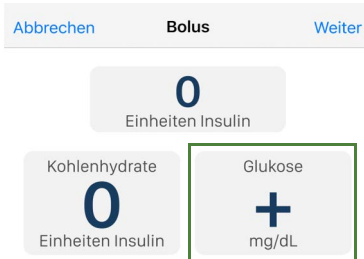 Abbrechen Bolus Weiter
0
Einheiten Insulin
Kohlenhydrate
0
Einheiten Insulin
Glukose
+
mg/dL